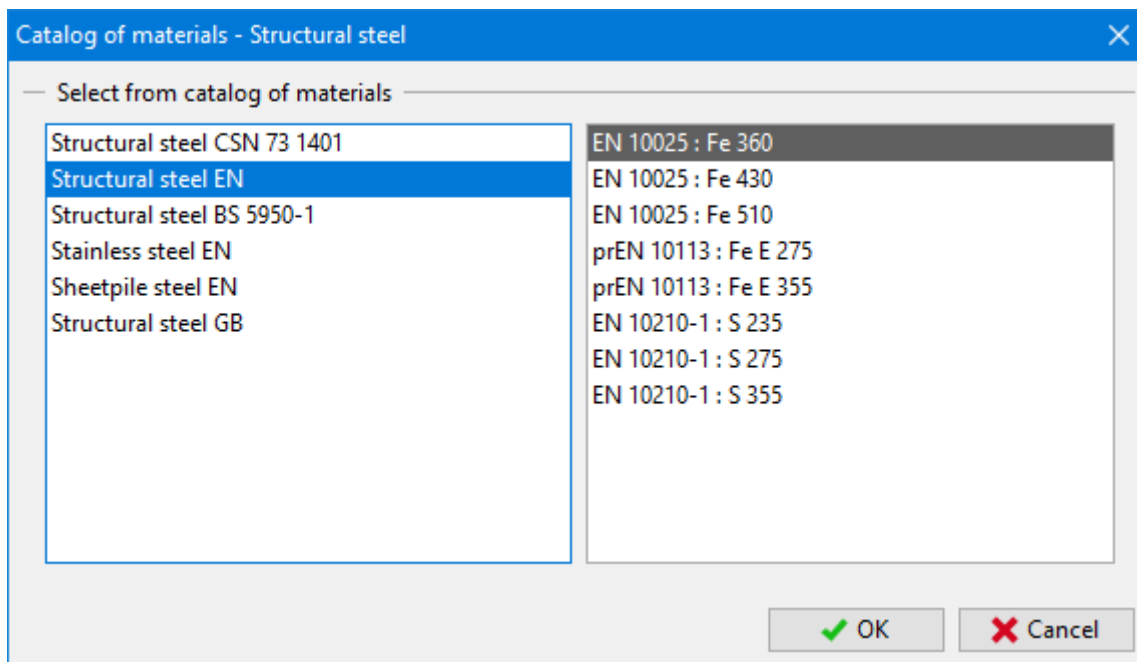 Catalog of materials - Structural steel
Select from catalog of materials
Structural steel CSN 73 1401
Structural steel EN
Structural steel BS 5950-1
Stainless steel EN
Sheetpile steel EN
Structural steel GB
EN 10025 : Fe 360
EN 10025 : Fe 430
EN 10025 : Fe 510
prEN 10113 : Fe E 275
prEN 10113 : Fe E 355
EN 10210-1 : S 235
EN 10210-1 : S 275
EN 10210-1 : S 355
OK
Cancel